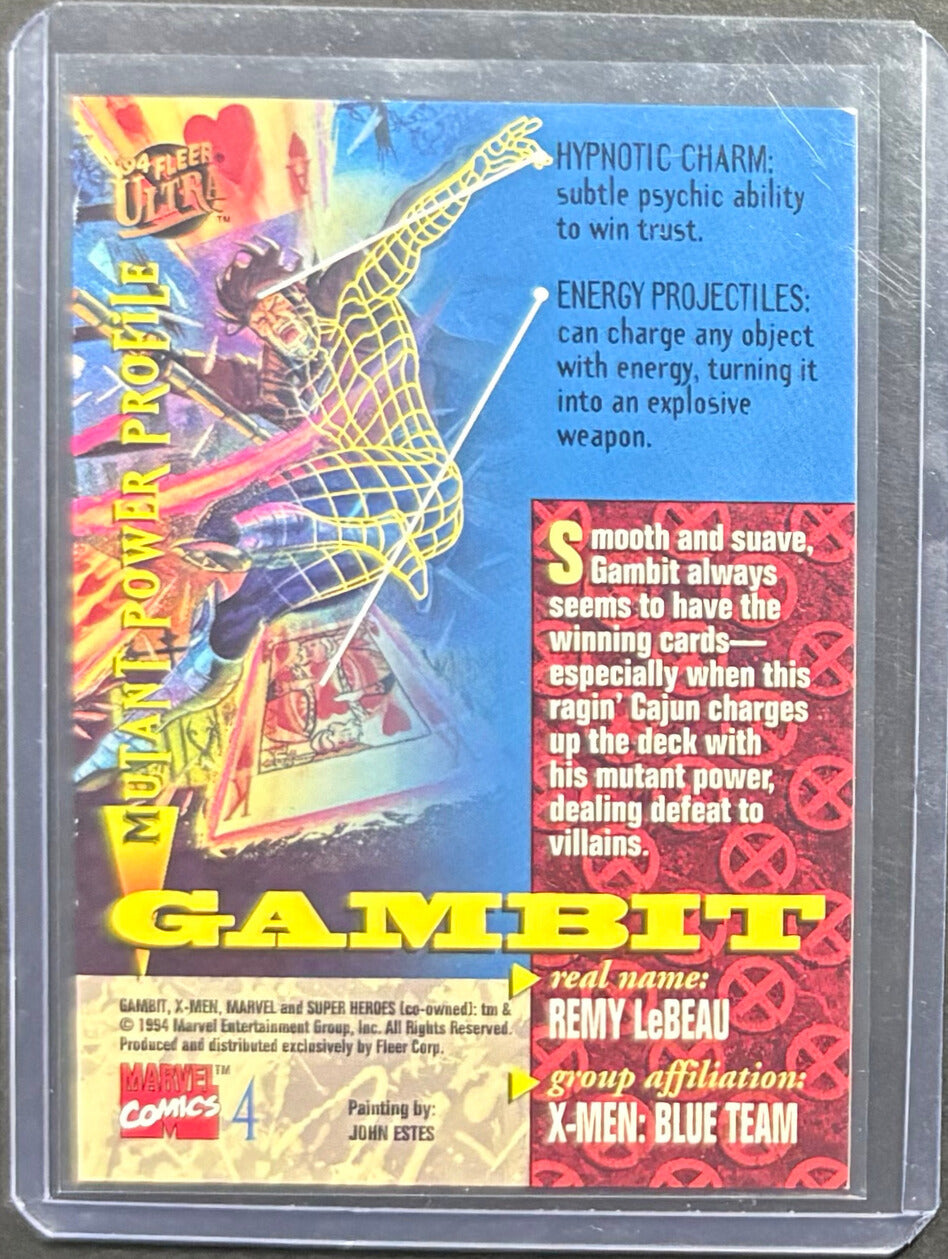 '94 FLEER
ULTRA™
MUTANT POWER PROFILE
HYPNOTIC CHARM:
subtle psychic ability
to win trust.
ENERGY PROJECTILES:
can charge any object
with energy, turning it
into an explosive
weapon.
Smooth and suave,
Gambit always
seems to have the
winning cards—
especially when this
ragin' Cajun charges
up the deck with
his mutant power,
dealing defeat to
villains.
K
A
GAMBIT
real name:
REMY LeBEAU
group affiliation:
X-MEN: BLUE TEAM
GAMBIT, X-MEN, MARVEL and SUPER HEROES (co-owned): tm &
© 1994 Marvel Entertainment Group, Inc. All Rights Reserved.
Produced and distributed exclusively by Fleer Corp.
MARVEL™
COMICS
4
Painting by:
JOHN ESTES